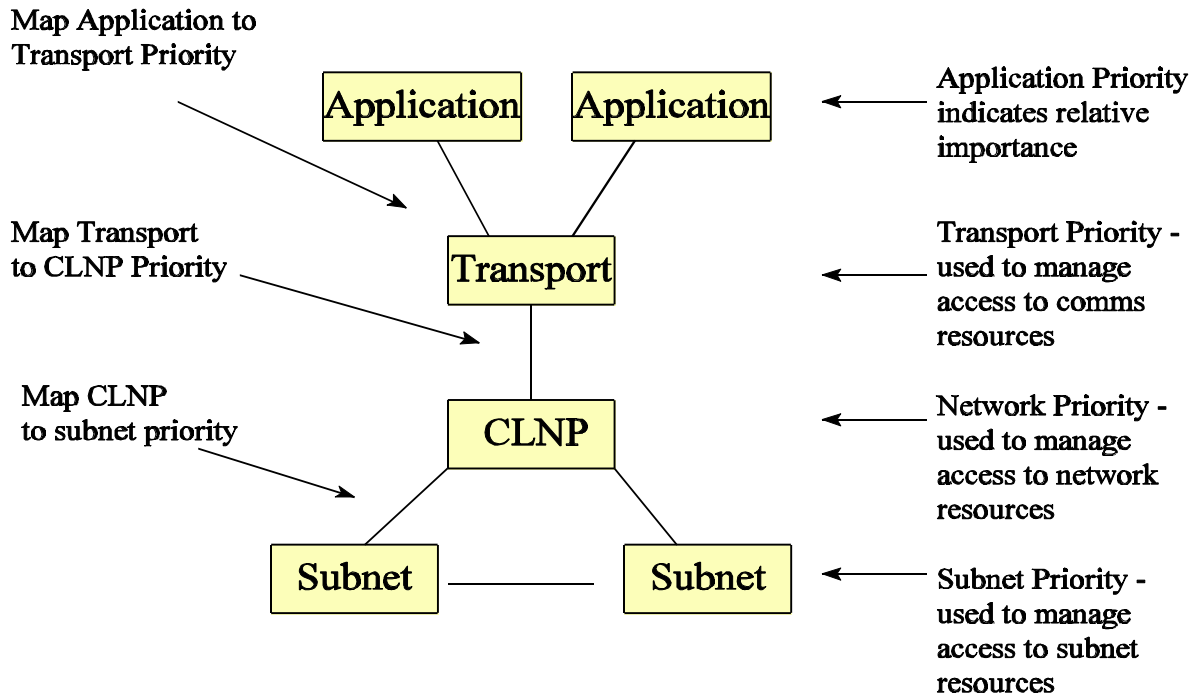 Map Application to
Transport Priority
Application
Application
Application Priority
indicates relative
importance
Map Transport
to CLNP Priority
Transport
Transport Priority -
used to manage
access to comms
resources
Map CLNP
to subnet priority
CLNP
Network Priority -
used to manage
access to network
resources
Subnet
Subnet
Subnet Priority -
used to manage
access to subnet
resources